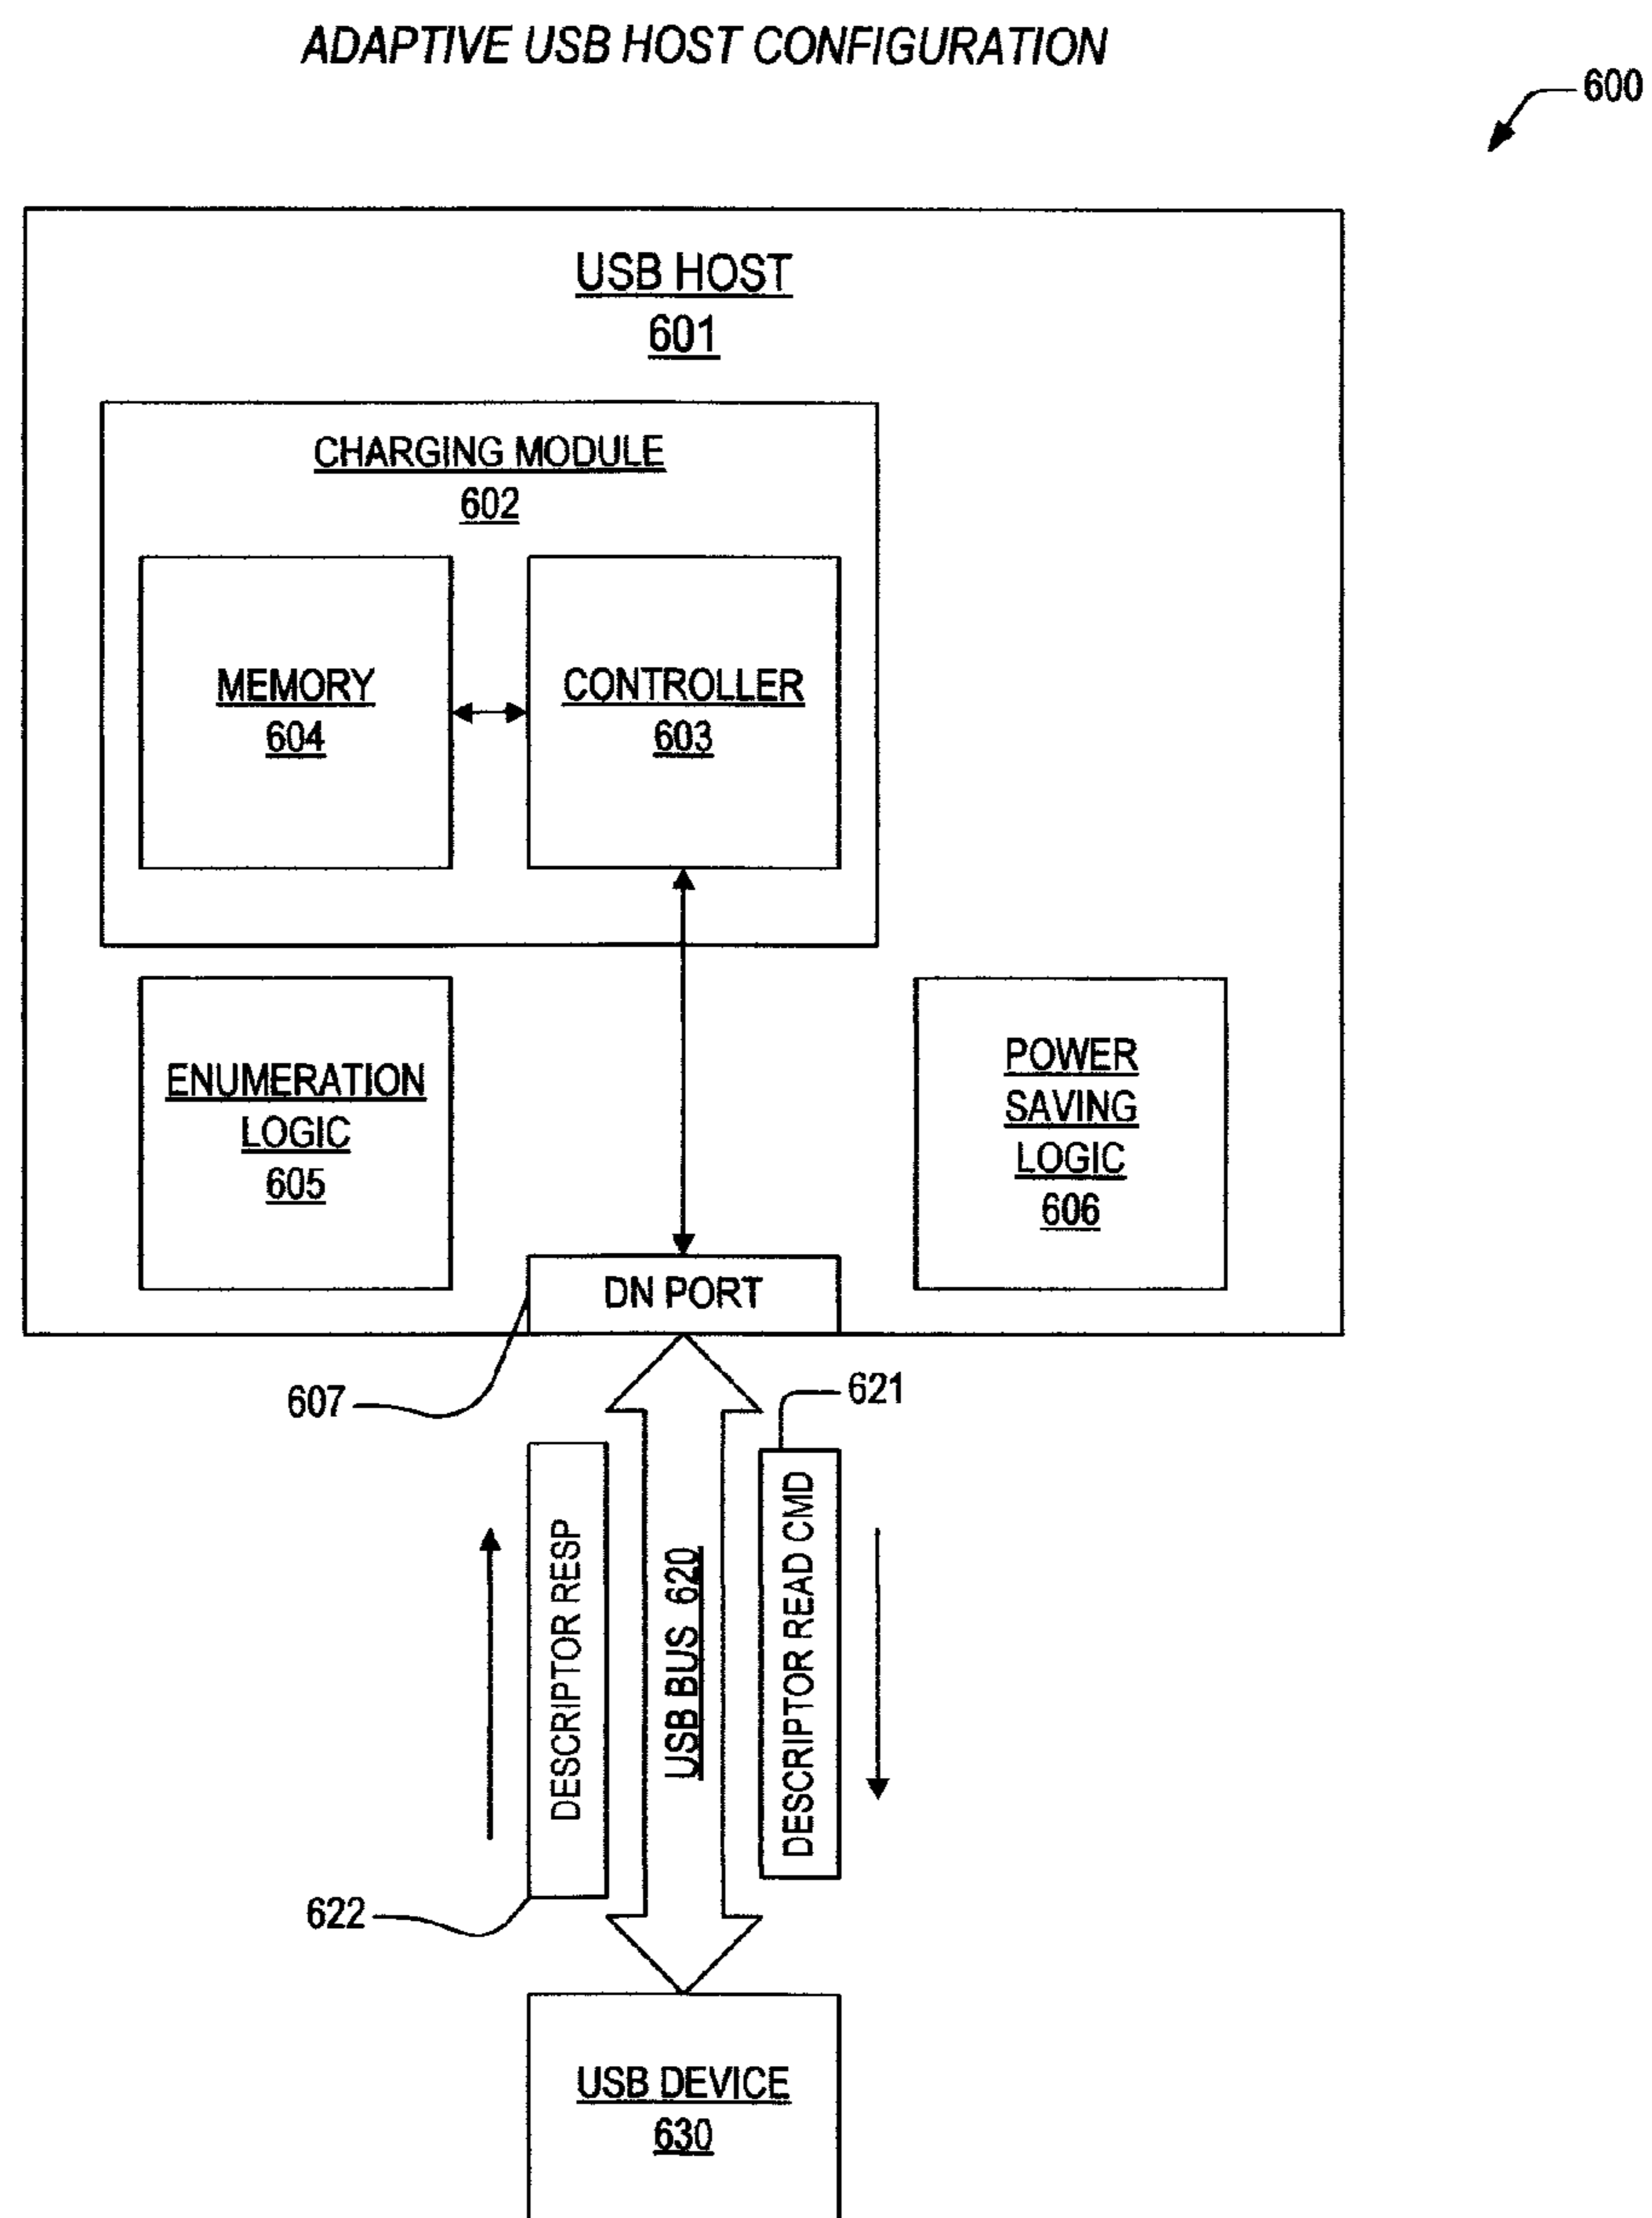 ADAPTIVE USB HOST CONFIGURATION
600
USB HOST
601
CHARGING MODULE
602
MEMORY
604
CONTROLLER
603
ENUMERATION
LOGIC
605
POWER
SAVING
LOGIC
606
DN PORT
607
621
DESCRIPTOR RESP
USB BUS 620
DESCRIPTOR READ CMD
622
USB DEVICE
630